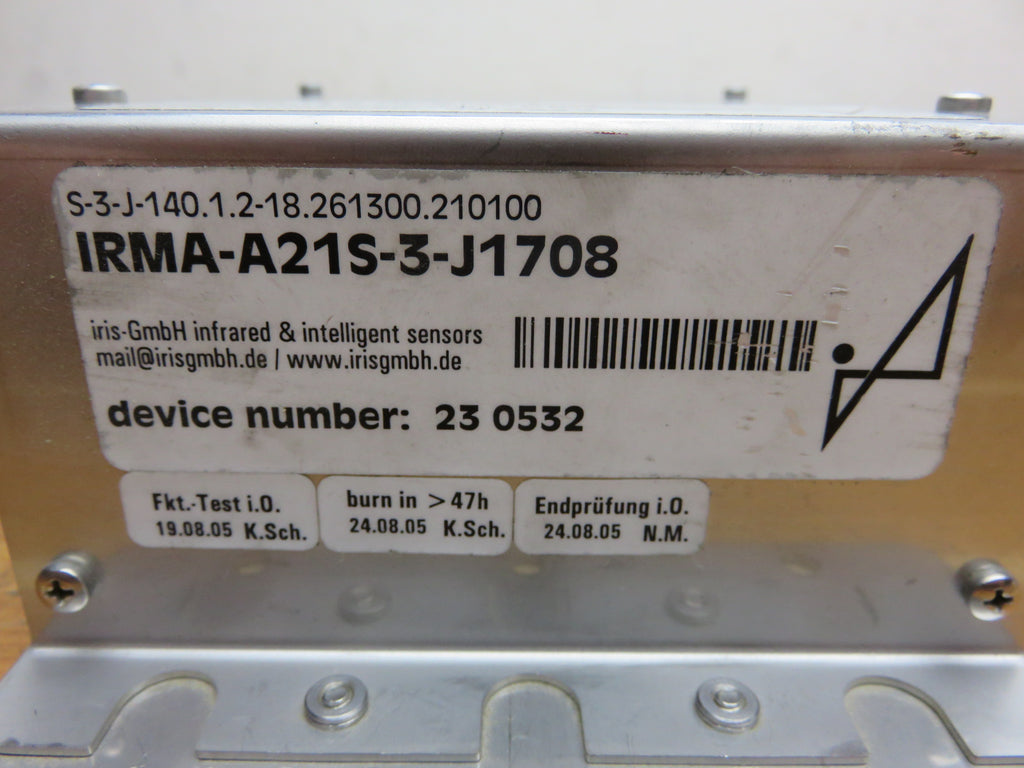 S-3-J-140.1.2-18.261300.210100
IRMA-A21S-3-J1708
iris-GmbH infrared & intelligent sensors
mail@irisgmbh.de / www.irisgmbh.de
device number: 23 0532
Fkt.-Test i.O.
19.08.05 K.Sch.
burn in > 47h
24.08.05 K.Sch.
Endprüfung i.O.
24.08.05 N.M.